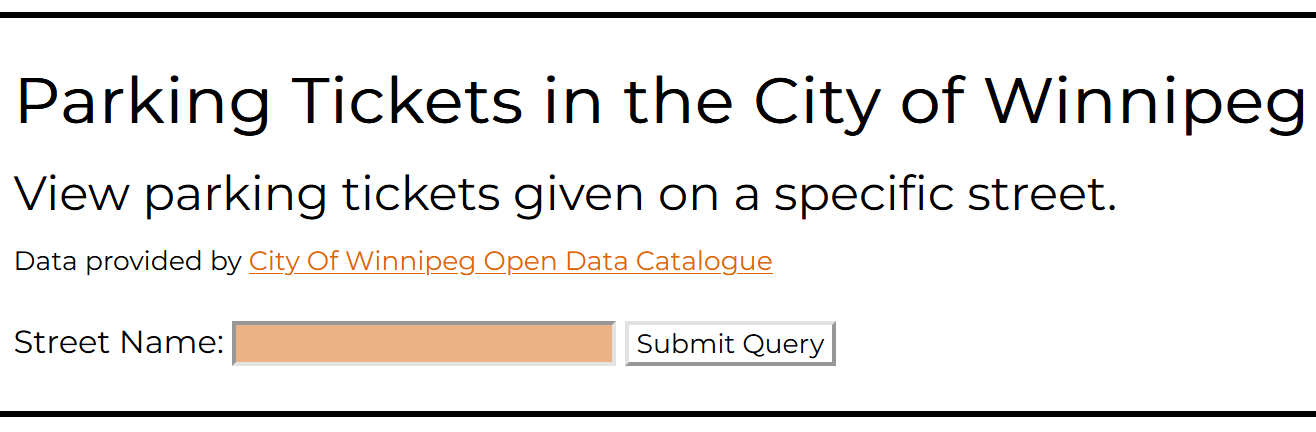 Parking Tickets in the City of Winnipeg
View parking tickets given on a specific street.
Data provided by City Of Winnipeg Open Data Catalogue
Street Name: Submit Query